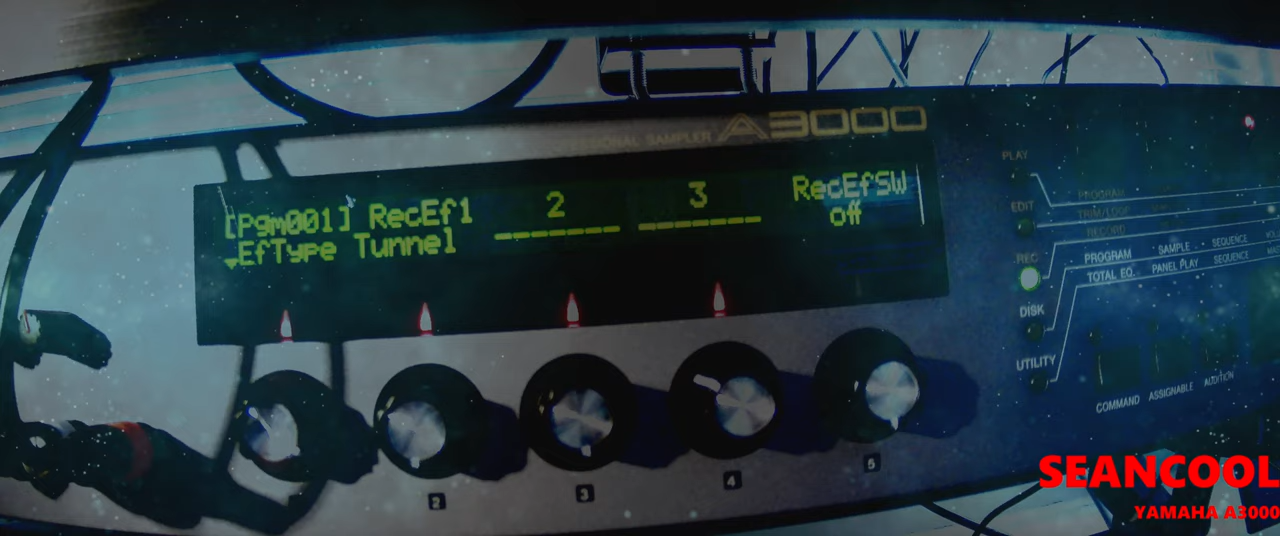 SAMPLER A3000
[Pgm001] RecEf1 2 3 RecEfSW
EfType Tunnel off
PLAY
EDIT
REC
DISK
UTILITY
PROGRAM
TRIM/LOOP
RECORD
PROGRAM SAMPLE SEQUENCE
TOTAL EQ. PANEL PLAY SEQUENCE
COMMAND ASSIGNABLE AUDITION
2 3 4 5
SEANCOOL
YAMAHA A3000